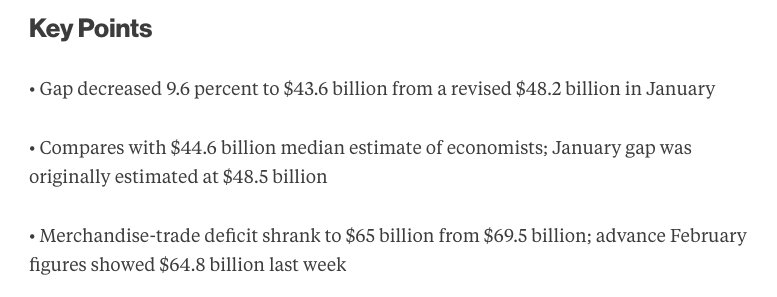 Key Points
• Gap decreased 9.6 percent to $43.6 billion from a revised $48.2 billion in January
• Compares with $44.6 billion median estimate of economists; January gap was
originally estimated at $48.5 billion
• Merchandise-trade deficit shrank to $65 billion from $69.5 billion; advance February
figures showed $64.8 billion last week